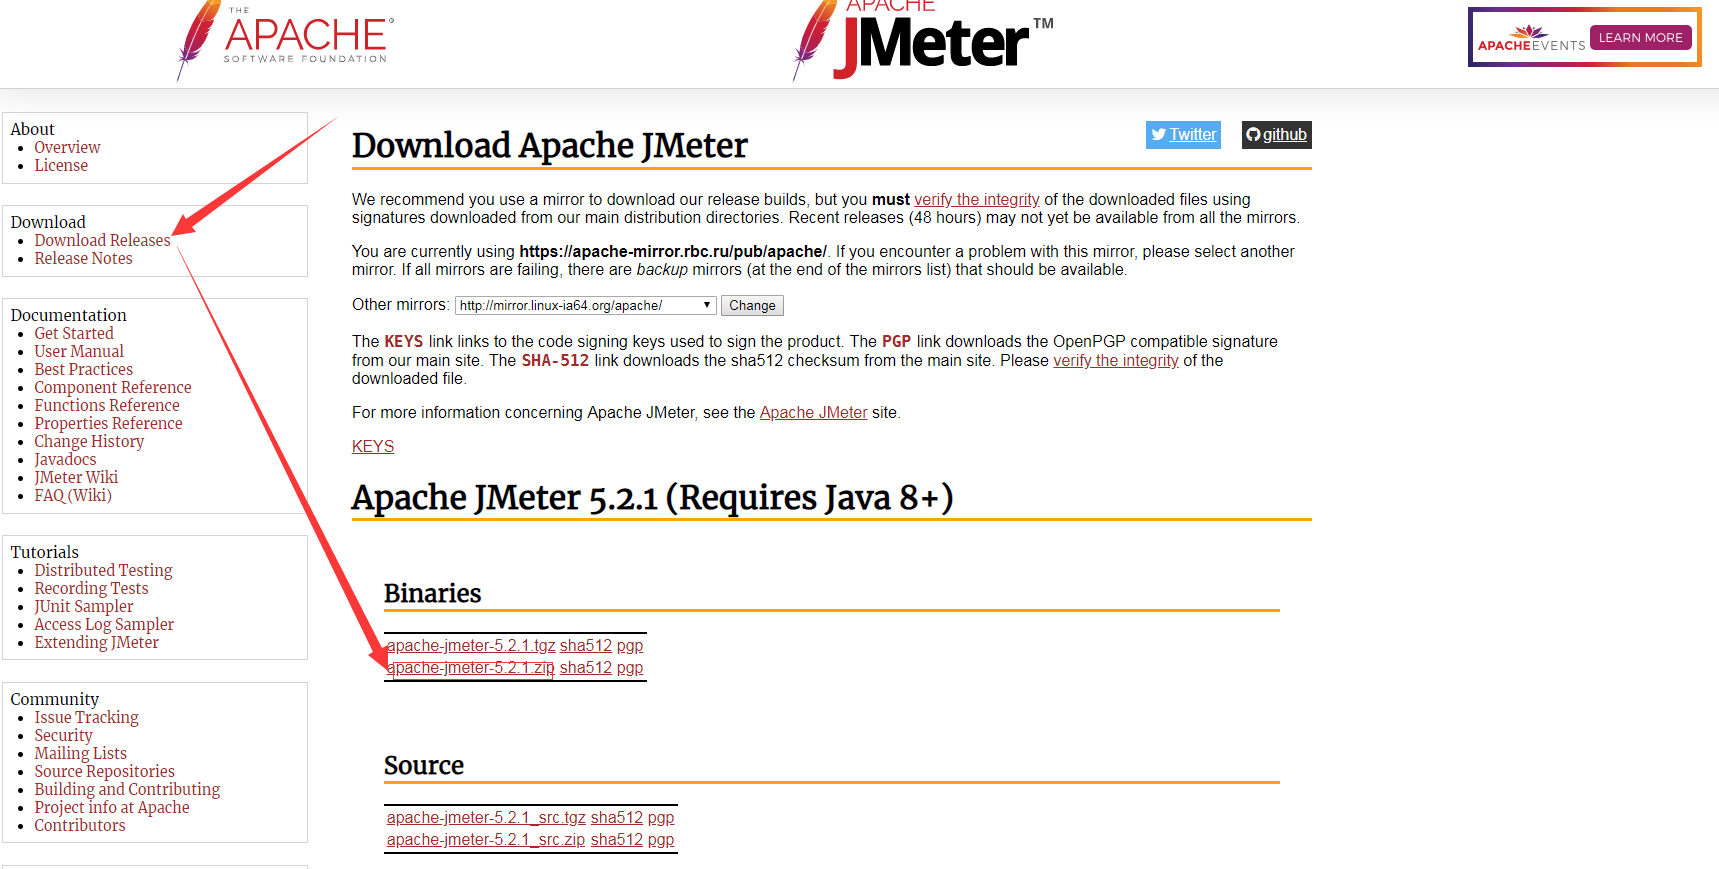 THE
APACHE
SOFTWARE FOUNDATION
APACHE
JMeter™
APACHEEVENTS LEARN MORE
About
Overview
License
Download
Download Releases
Release Notes
Documentation
Get Started
User Manual
Best Practices
Component Reference
Functions Reference
Properties Reference
Change History
Javadocs
JMeter Wiki
FAQ (Wiki)
Tutorials
Distributed Testing
Recording Tests
JUnit Sampler
Access Log Sampler
Extending JMeter
Community
Issue Tracking
Security
Mailing Lists
Source Repositories
Building and Contributing
Project info at Apache
Contributors
Download Apache JMeter
Twitter github
We recommend you use a mirror to download our release builds, but you must verify the integrity of the downloaded files using
signatures downloaded from our main distribution directories. Recent releases (48 hours) may not yet be available from all the mirrors.
You are currently using https://apache-mirror.rbc.ru/pub/apache/. If you encounter a problem with this mirror, please select another
mirror. If all mirrors are failing, there are backup mirrors (at the end of the mirrors list) that should be available.
Other mirrors: http://mirror.linux-ia64.org/apache/ Change
The KEYS link links to the code signing keys used to sign the product. The PGP link downloads the OpenPGP compatible signature
from our main site. The SHA-512 link downloads the sha512 checksum from the main site. Please verify the integrity of the
downloaded file.
For more information concerning Apache JMeter, see the Apache JMeter site.
KEYS
Apache JMeter 5.2.1 (Requires Java 8+)
Binaries
apache-jmeter-5.2.1.tgz sha512 pgp
apache-jmeter-5.2.1.zip sha512 pgp
Source
apache-jmeter-5.2.1_src.tgz sha512 pgp
apache-jmeter-5.2.1_src.zip sha512 pgp